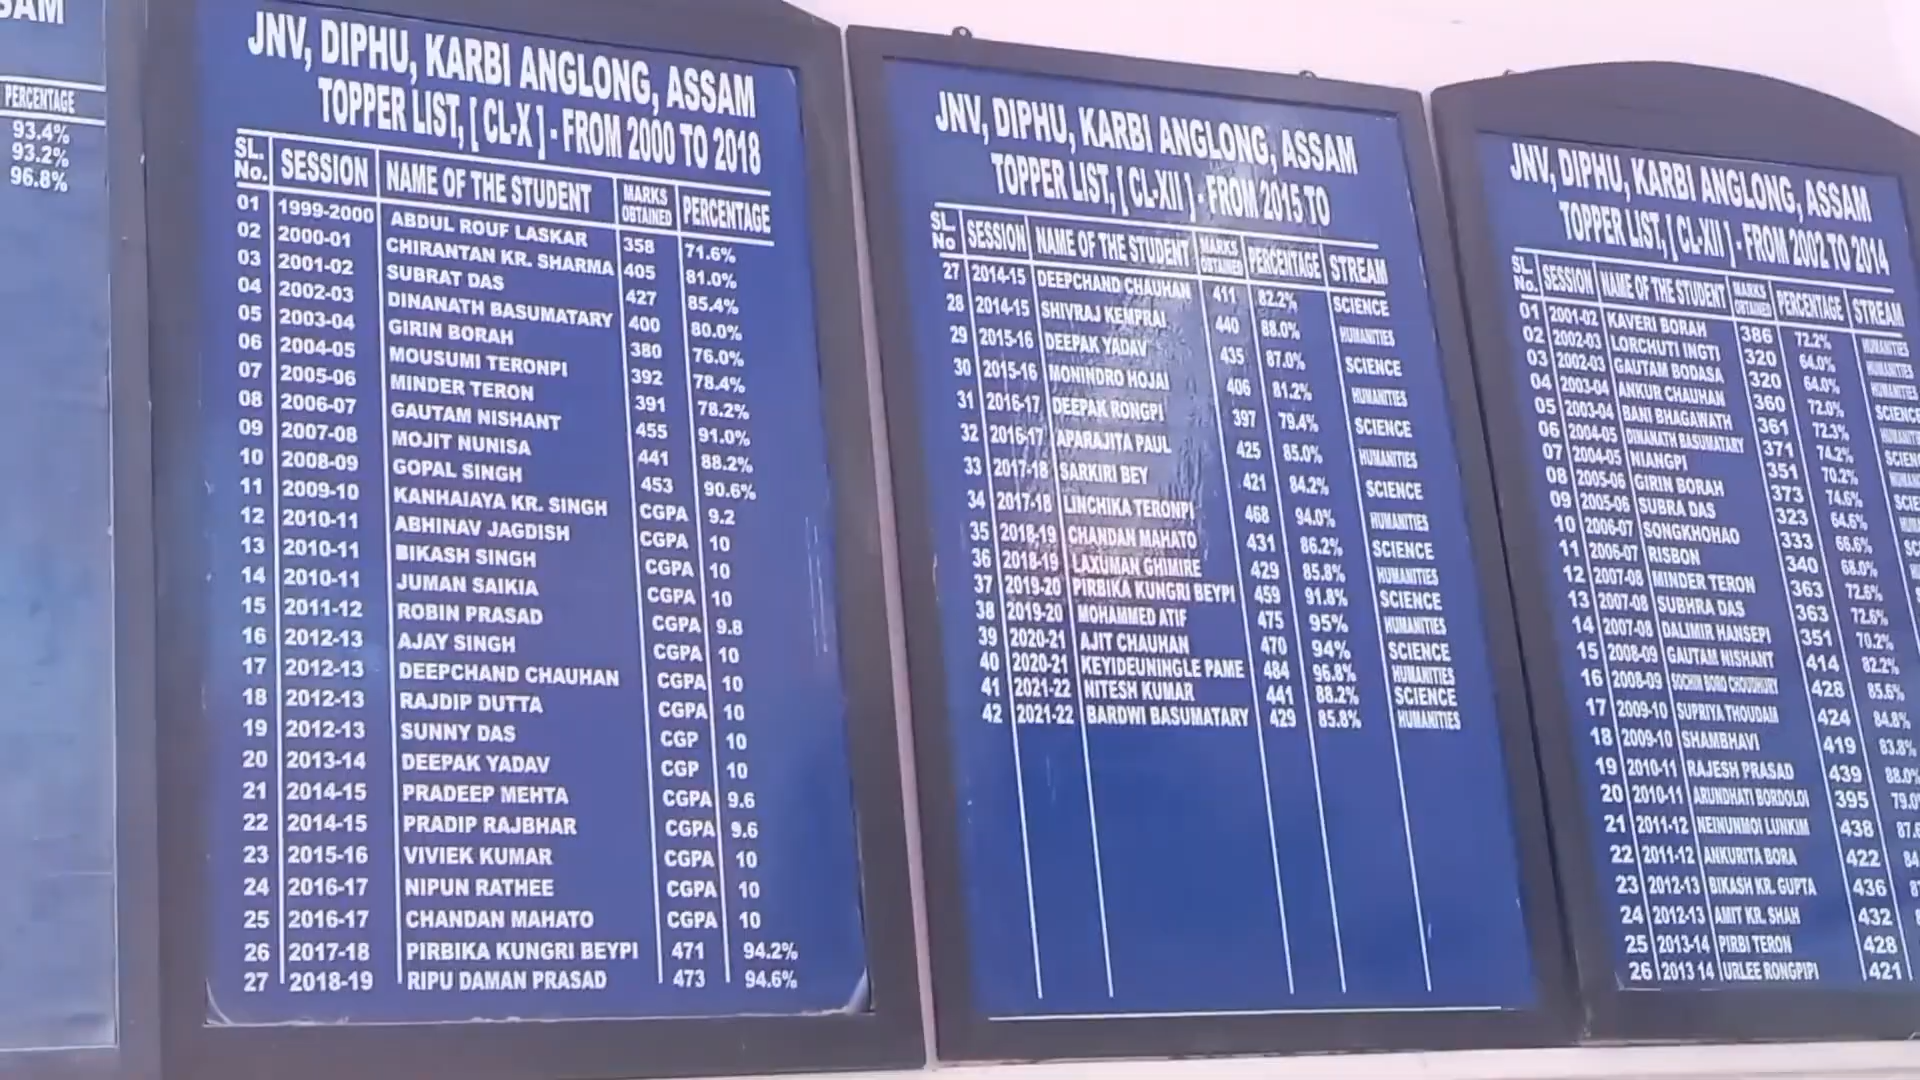 SAM
PERCENTAGE
93.4%
93.2%
96.8%
JNV, DIPHU, KARBI ANGLONG, ASSAM
TOPPER LIST, [ CL-X ] - FROM 2000 TO 2018
SL. No. SESSION NAME OF THE STUDENT MARKS OBTAINED PERCENTAGE
01 1999-2000 ABDUL ROUF LASKAR 358 71.6%
02 2000-01 CHIRANTAN KR. SHARMA 405 81.0%
03 2001-02 SUBRAT DAS 427 85.4%
04 2002-03 DINANATH BASUMATARY 400 80.0%
05 2003-04 GIRIN BORAH 380 76.0%
06 2004-05 MOUSUMI TERONPI 392 78.4%
07 2005-06 MINDER TERON 391 78.2%
08 2006-07 GAUTAM NISHANT 455 91.0%
09 2007-08 MOJIT NUNISA 441 88.2%
10 2008-09 GOPAL SINGH 453 90.6%
11 2009-10 KANHAIAYA KR. SINGH CGPA 9.2
12 2010-11 ABHINAV JAGDISH CGPA 10
13 2010-11 BIKASH SINGH CGPA 10
14 2010-11 JUMAN SAIKIA CGPA 10
15 2011-12 ROBIN PRASAD CGPA 9.8
16 2012-13 AJAY SINGH CGPA 10
17 2012-13 DEEPCHAND CHAUHAN CGPA 10
18 2012-13 RAJDIP DUTTA CGPA 10
19 2012-13 SUNNY DAS CGP 10
20 2013-14 DEEPAK YADAV CGP 10
21 2014-15 PRADEEP MEHTA CGPA 9.6
22 2014-15 PRADIP RAJBHAR CGPA 9.6
23 2015-16 VIVIEK KUMAR CGPA 10
24 2016-17 NIPUN RATHEE CGPA 10
25 2016-17 CHANDAN MAHATO CGPA 10
26 2017-18 PIRBIKA KUNGRI BEYPI 471 94.2%
27 2018-19 RIPU DAMAN PRASAD 473 94.6%
JNV, DIPHU, KARBI ANGLONG, ASSAM
TOPPER LIST, [ CL-XII ] - FROM 2015 TO
SL. No SESSION NAME OF THE STUDENT MARKS OBTAINED PERCENTAGE STREAM
27 2014-15 DEEPCHAND CHAUHAN 411 82.2% SCIENCE
28 2014-15 SHIVRAJ KEMPRAI 440 88.0% HUMANITIES
29 2015-16 DEEPAK YADAV 435 87.0% SCIENCE
30 2015-16 MONINDRO HOJAI 406 81.2% HUMANITIES
31 2016-17 DEEPAK RONGPI 397 79.4% SCIENCE
32 2016-17 APARAJITA PAUL 425 85.0% HUMANITIES
33 2017-18 SARKIRI BEY 421 84.2% SCIENCE
34 2017-18 LINCHIKA TERONPI 468 94.0% HUMANITIES
35 2018-19 CHANDAN MAHATO 431 86.2% SCIENCE
36 2018-19 LAXUMAN GHIMIRE 429 85.8% HUMANITIES
37 2019-20 PIRBIKA KUNGRI BEYPI 459 91.8% SCIENCE
38 2019-20 MOHAMMED ATIF 475 95% HUMANITIES
39 2020-21 AJIT CHAUHAN 470 94% SCIENCE
40 2020-21 KEYIDEUNINGLE PAME 484 96.8% HUMANITIES
41 2021-22 NITESH KUMAR 441 88.2% SCIENCE
42 2021-22 BARDWI BASUMATARY 429 85.8% HUMANITIES
JNV, DIPHU, KARBI ANGLONG, ASSAM
TOPPER LIST, [ CL-XII ] - FROM 2002 TO 2014
SL. No. SESSION NAME OF THE STUDENT MARKS OBTAINED PERCENTAGE STREAM
01 2001-02 KAVERI BORAH 386 72.2% HUMANITIES
02 2002-03 LORCHUTI INGTI 320 64.0% HUMANITIES
03 2002-03 GAUTAM BODASA 320 64.0% HUMANITIES
04 2003-04 ANKUR CHAUHAN 360 72.0% SCIENCE
05 2003-04 BANI BHAGAWATH 361 72.3%
06 2004-05 DINANATH BASUMATARY 371 74.2% SCIEN
07 2004-05 NIANGPI 351 70.2%
08 2005-06 GIRIN BORAH 373 74.6% SCIE
09 2005-06 SUBRA DAS 323 64.6%
10 2006-07 SONGKHOHAO 333 66.6% SC
11 2006-07 RISBON 340 68.0%
12 2007-08 MINDER TERON 363 72.6%
13 2007-08 SUBHRA DAS 363 72.6%
14 2007-08 DALIMIR HANSEPI 351 70.2%
15 2008-09 GAUTAM NISHANT 414 82.2%
16 2008-09 SOCHIN BORO CHOUDHURY 428 85.6%
17 2009-10 SUPRIYA THOUDAM 424 84.8%
18 2009-10 SHAMBHAVI 419 83.8%
19 2010-11 RAJESH PRASAD 439 88.0%
20 2010-11 ARUNDHATI BORDOLOI 395 79.0
21 2011-12 NEINUNMOI LUNKIM 438 87.6
22 2011-12 ANKURITA BORA 422 84
23 2012-13 BIKASH KR. GUPTA 436
24 2012-13 AMIT KR. SHAH 432
25 2013-14 PIRBI TERON 428
26 2013 14 URLEE RONGPIPI 421